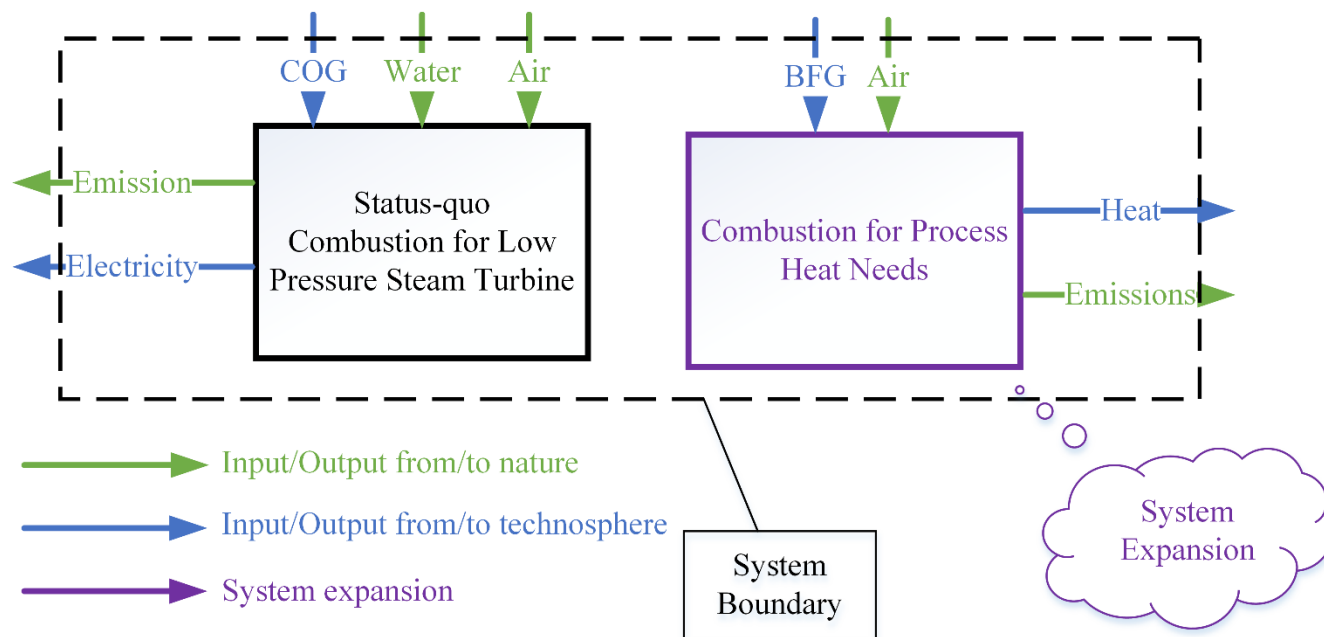 COG Water Air BFG Air
Emission
Electricity
Status-quo
Combustion for Low
Pressure Steam Turbine
Combustion for Process
Heat Needs
Heat
Emissions
Input/Output from/to nature
Input/Output from/to technosphere
System expansion
System
Boundary
System
Expansion